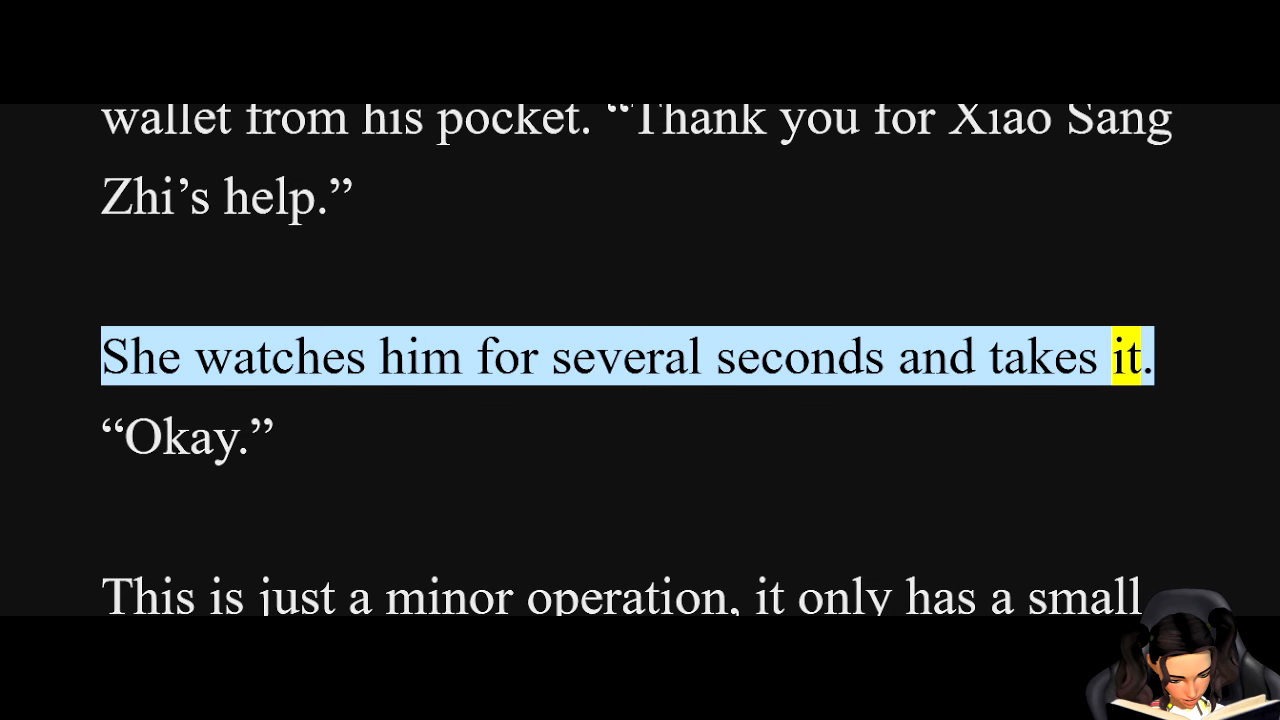 wallet from his pocket. “Thank you for Xiao Sang
Zhi’s help.”
She watches him for several seconds and takes it.
“Okay.”
This is just a minor operation, it only has a small